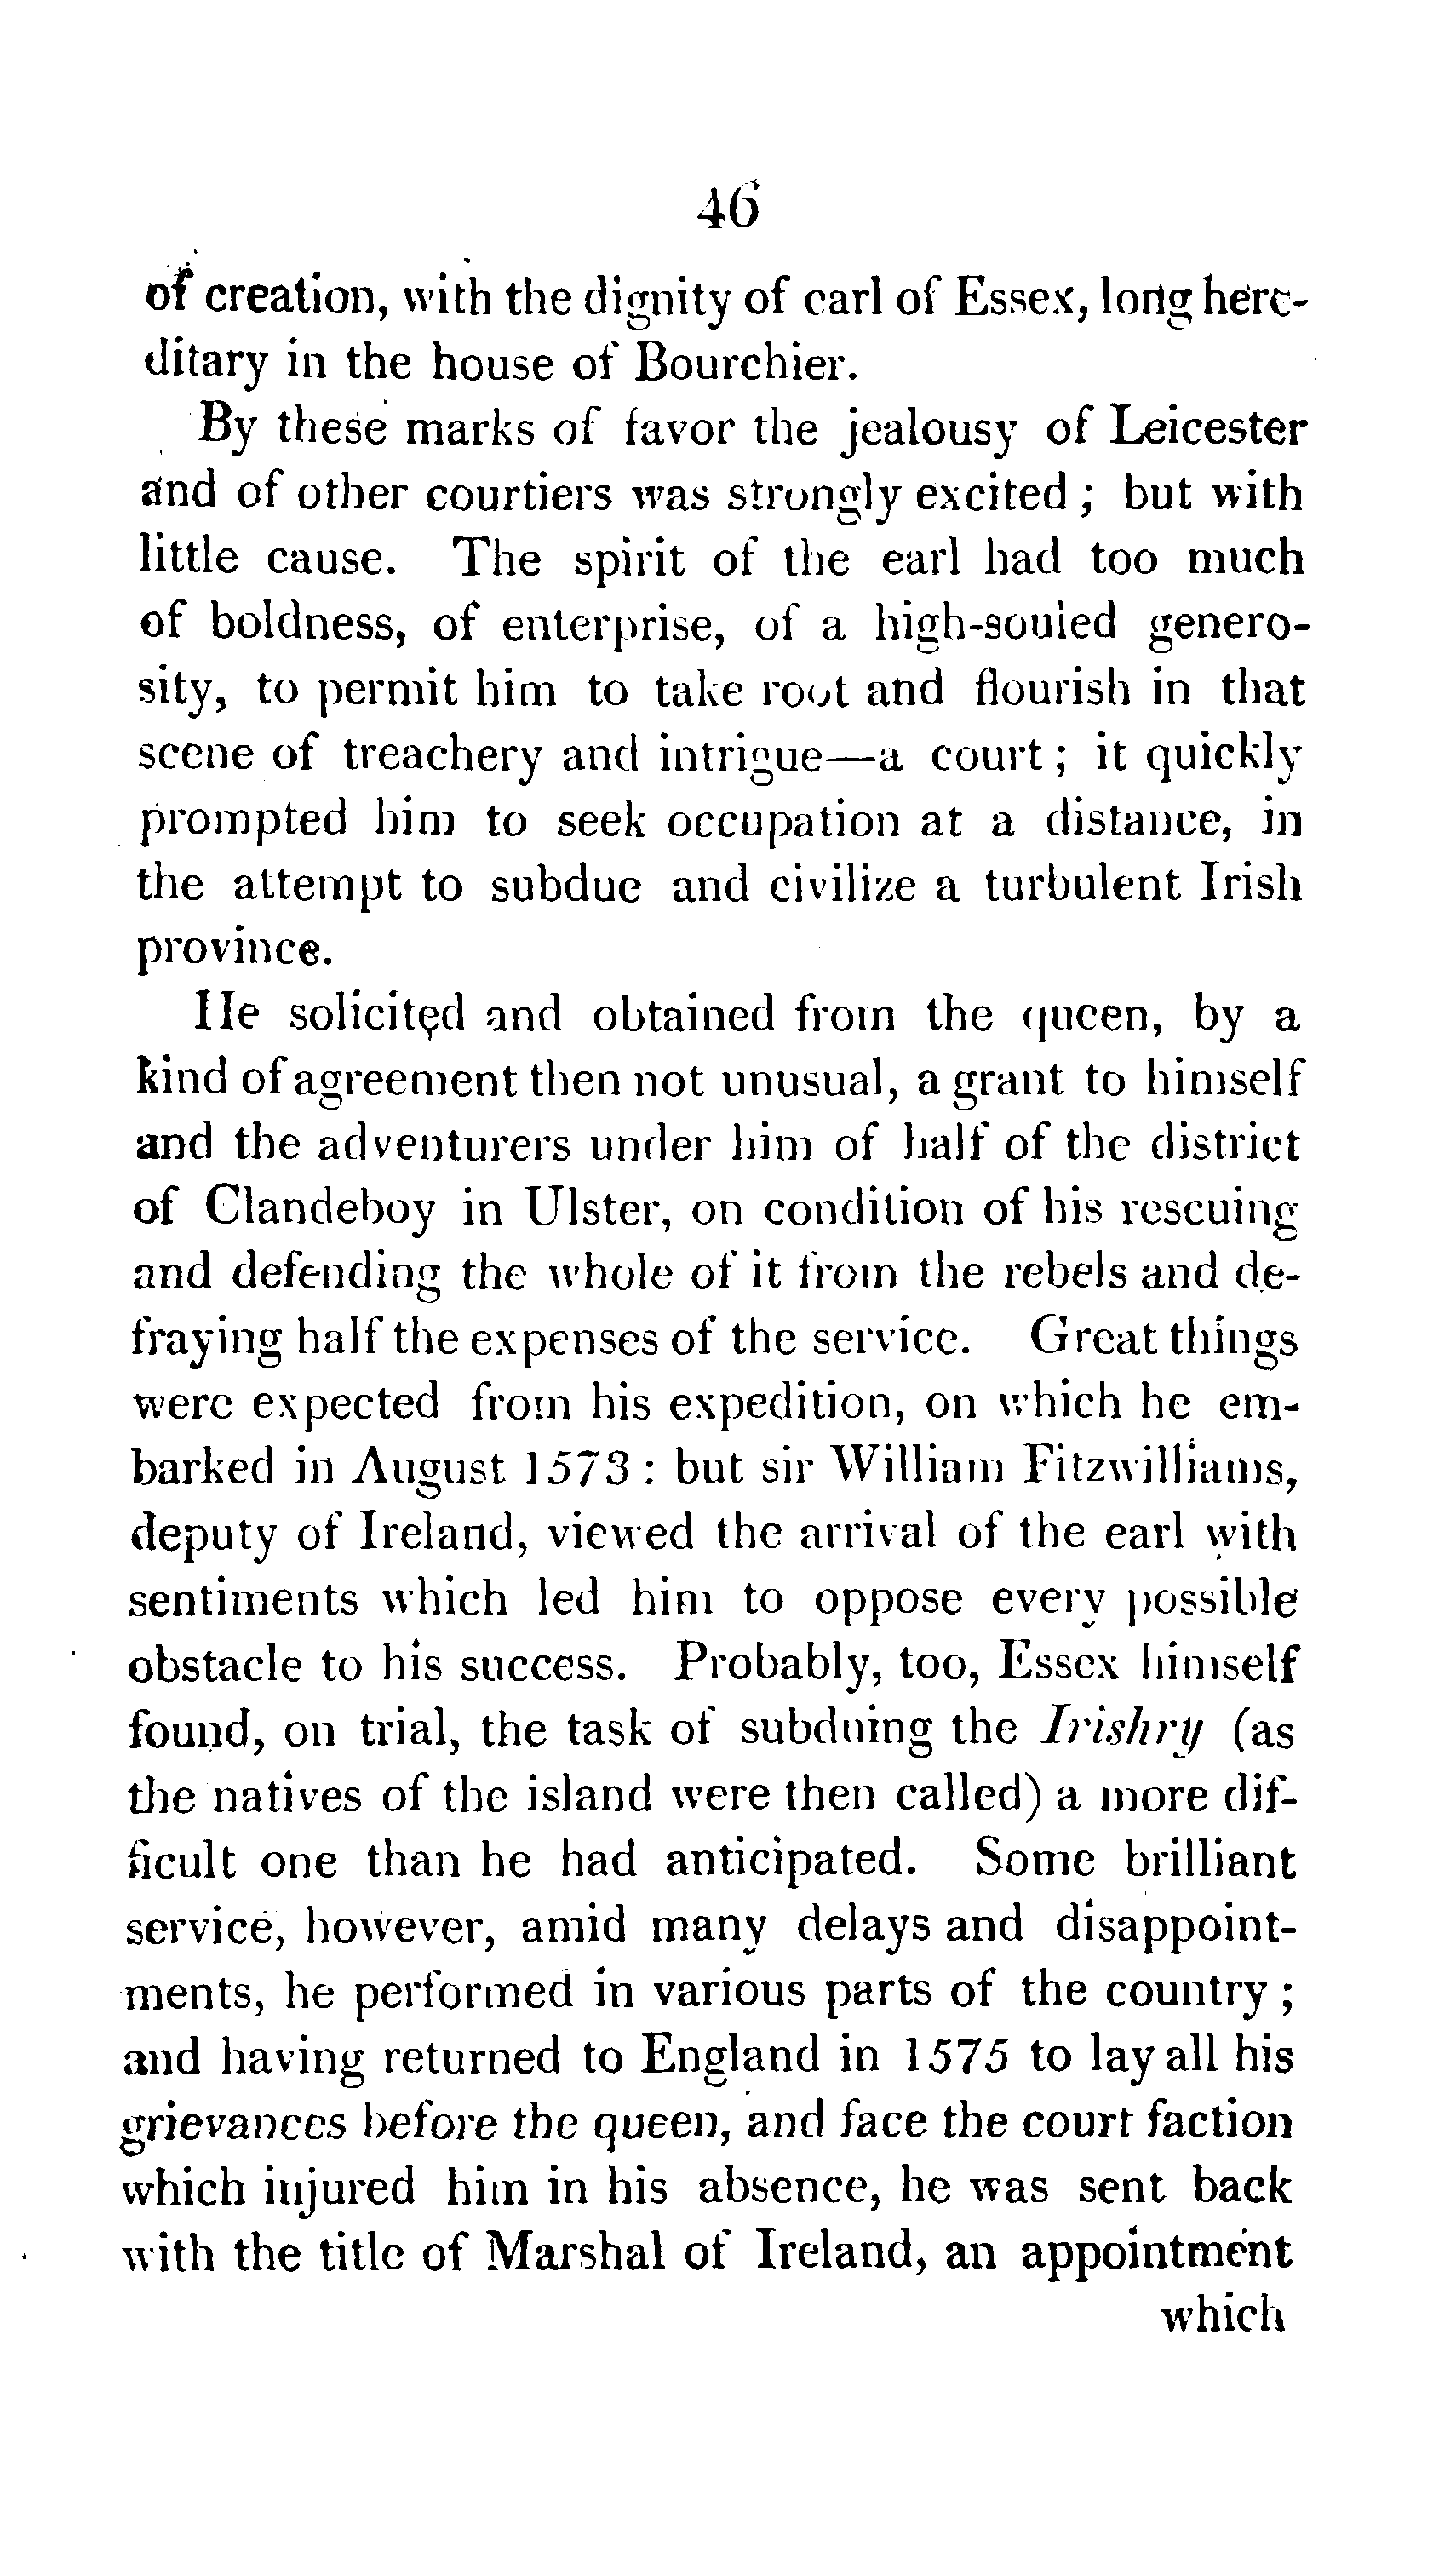 46
of creation, with the dignity of earl of Essex, long here-
ditary in the house of Bourchier.
By these marks of favor the jealousy of Leicester
and of other courtiers was strongly excited ; but with
little cause. The spirit of the earl had too much
of boldness, of enterprise, of a high-souled genero-
sity, to permit him to take root and flourish in that
scene of treachery and intrigue—a court ; it quickly
prompted him to seek occupation at a distance, in
the attempt to subdue and civilize a turbulent Irish
province.
He solicited and obtained from the queen, by a
kind of agreement then not unusual, a grant to himself
and the adventurers under him of half of the district
of Clandeboy in Ulster, on condition of his rescuing
and defending the whole of it from the rebels and de-
fraying half the expenses of the service. Great things
were expected from his expedition, on which he em-
barked in August 1573 : but sir William Fitzwilliams,
deputy of Ireland, viewed the arrival of the earl with
sentiments which led him to oppose every possible
obstacle to his success. Probably, too, Essex himself
found, on trial, the task of subduing the Irishry (as
the natives of the island were then called) a more dif-
ficult one than he had anticipated. Some brilliant
service, however, amid many delays and disappoint-
ments, he performed in various parts of the country ;
and having returned to England in 1575 to lay all his
grievances before the queen, and face the court faction
which injured him in his absence, he was sent back
with the title of Marshal of Ireland, an appointment
which